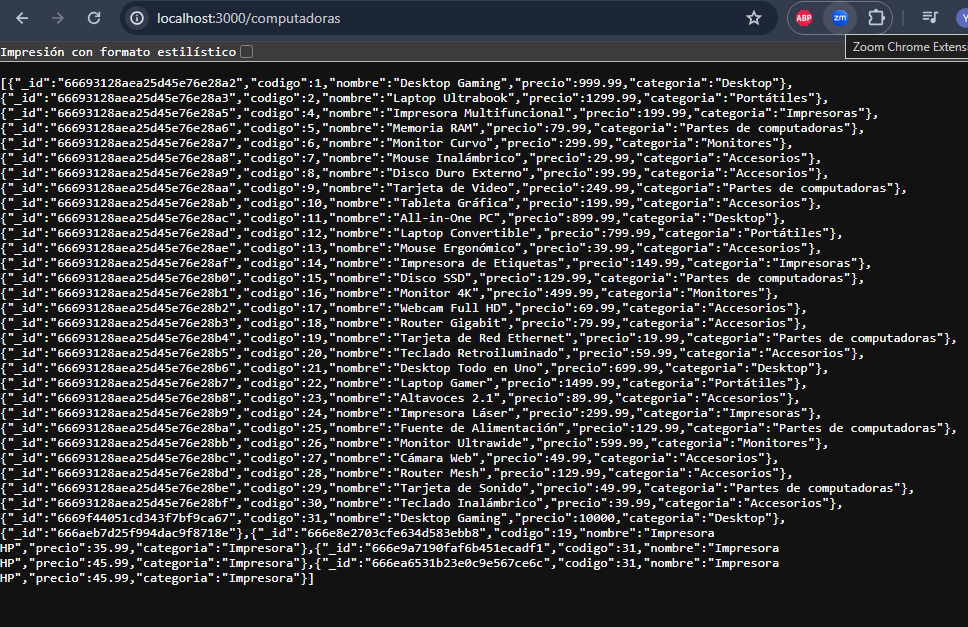 localhost:3000/computadoras
ABP
zm
Zoom Chrome Extens
Impresión con formato estilístico
[{"_id":"66693128aea25d45e76e28a2","codigo":1,"nombre":"Desktop Gaming","precio":999.99,"categoria":"Desktop"},
{"_id":"66693128aea25d45e76e28a3","codigo":2,"nombre":"Laptop Ultrabook","precio":1299.99,"categoria":"Portátiles"},
{"_id":"66693128aea25d45e76e28a5","codigo":4,"nombre":"Impresora Multifuncional","precio":199.99,"categoria":"Impresoras"},
{"_id":"66693128aea25d45e76e28a6","codigo":5,"nombre":"Memoria RAM","precio":79.99,"categoria":"Partes de computadoras"},
{"_id":"66693128aea25d45e76e28a7","codigo":6,"nombre":"Monitor Curvo","precio":299.99,"categoria":"Monitores"},
{"_id":"66693128aea25d45e76e28a8","codigo":7,"nombre":"Mouse Inalámbrico","precio":29.99,"categoria":"Accesorios"},
{"_id":"66693128aea25d45e76e28a9","codigo":8,"nombre":"Disco Duro Externo","precio":99.99,"categoria":"Accesorios"},
{"_id":"66693128aea25d45e76e28aa","codigo":9,"nombre":"Tarjeta de Video","precio":249.99,"categoria":"Partes de computadoras"},
{"_id":"66693128aea25d45e76e28ab","codigo":10,"nombre":"Tableta Gráfica","precio":199.99,"categoria":"Accesorios"},
{"_id":"66693128aea25d45e76e28ac","codigo":11,"nombre":"All-in-One PC","precio":899.99,"categoria":"Desktop"},
{"_id":"66693128aea25d45e76e28ad","codigo":12,"nombre":"Laptop Convertible","precio":799.99,"categoria":"Portátiles"},
{"_id":"66693128aea25d45e76e28ae","codigo":13,"nombre":"Mouse Ergonómico","precio":39.99,"categoria":"Accesorios"},
{"_id":"66693128aea25d45e76e28af","codigo":14,"nombre":"Impresora de Etiquetas","precio":149.99,"categoria":"Impresoras"},
{"_id":"66693128aea25d45e76e28b0","codigo":15,"nombre":"Disco SSD","precio":129.99,"categoria":"Partes de computadoras"},
{"_id":"66693128aea25d45e76e28b1","codigo":16,"nombre":"Monitor 4K","precio":499.99,"categoria":"Monitores"},
{"_id":"66693128aea25d45e76e28b2","codigo":17,"nombre":"Webcam Full HD","precio":69.99,"categoria":"Accesorios"},
{"_id":"66693128aea25d45e76e28b3","codigo":18,"nombre":"Router Gigabit","precio":79.99,"categoria":"Accesorios"},
{"_id":"66693128aea25d45e76e28b4","codigo":19,"nombre":"Tarjeta de Red Ethernet","precio":19.99,"categoria":"Partes de computadoras"},
{"_id":"66693128aea25d45e76e28b5","codigo":20,"nombre":"Teclado Retroiluminado","precio":59.99,"categoria":"Accesorios"},
{"_id":"66693128aea25d45e76e28b6","codigo":21,"nombre":"Desktop Todo en Uno","precio":699.99,"categoria":"Desktop"},
{"_id":"66693128aea25d45e76e28b7","codigo":22,"nombre":"Laptop Gamer","precio":1499.99,"categoria":"Portátiles"},
{"_id":"66693128aea25d45e76e28b8","codigo":23,"nombre":"Altavoces 2.1","precio":89.99,"categoria":"Accesorios"},
{"_id":"66693128aea25d45e76e28b9","codigo":24,"nombre":"Impresora Láser","precio":299.99,"categoria":"Impresoras"},
{"_id":"66693128aea25d45e76e28ba","codigo":25,"nombre":"Fuente de Alimentación","precio":129.99,"categoria":"Partes de computadoras"},
{"_id":"66693128aea25d45e76e28bb","codigo":26,"nombre":"Monitor Ultrawide","precio":599.99,"categoria":"Monitores"},
{"_id":"66693128aea25d45e76e28bc","codigo":27,"nombre":"Cámara Web","precio":49.99,"categoria":"Accesorios"},
{"_id":"66693128aea25d45e76e28bd","codigo":28,"nombre":"Router Mesh","precio":129.99,"categoria":"Accesorios"},
{"_id":"66693128aea25d45e76e28be","codigo":29,"nombre":"Tarjeta de Sonido","precio":49.99,"categoria":"Partes de computadoras"},
{"_id":"66693128aea25d45e76e28bf","codigo":30,"nombre":"Teclado Inalámbrico","precio":39.99,"categoria":"Accesorios"},
{"_id":"6669f44051cd343f7bf9ca67","codigo":31,"nombre":"Desktop Gaming","precio":10000,"categoria":"Desktop"},
{"_id":"666aeb7d25f994dac9f8718e"},{"_id":"666e8e2703cfe634d583ebb8","codigo":19,"nombre":"Impresora
HP","precio":35.99,"categoria":"Impresora"},{"_id":"666e9a7190faf6b451ecadf1","codigo":31,"nombre":"Impresora
HP","precio":45.99,"categoria":"Impresora"},{"_id":"666ea6531b23e0c9e567ce6c","codigo":31,"nombre":"Impresora
HP","precio":45.99,"categoria":"Impresora"}]